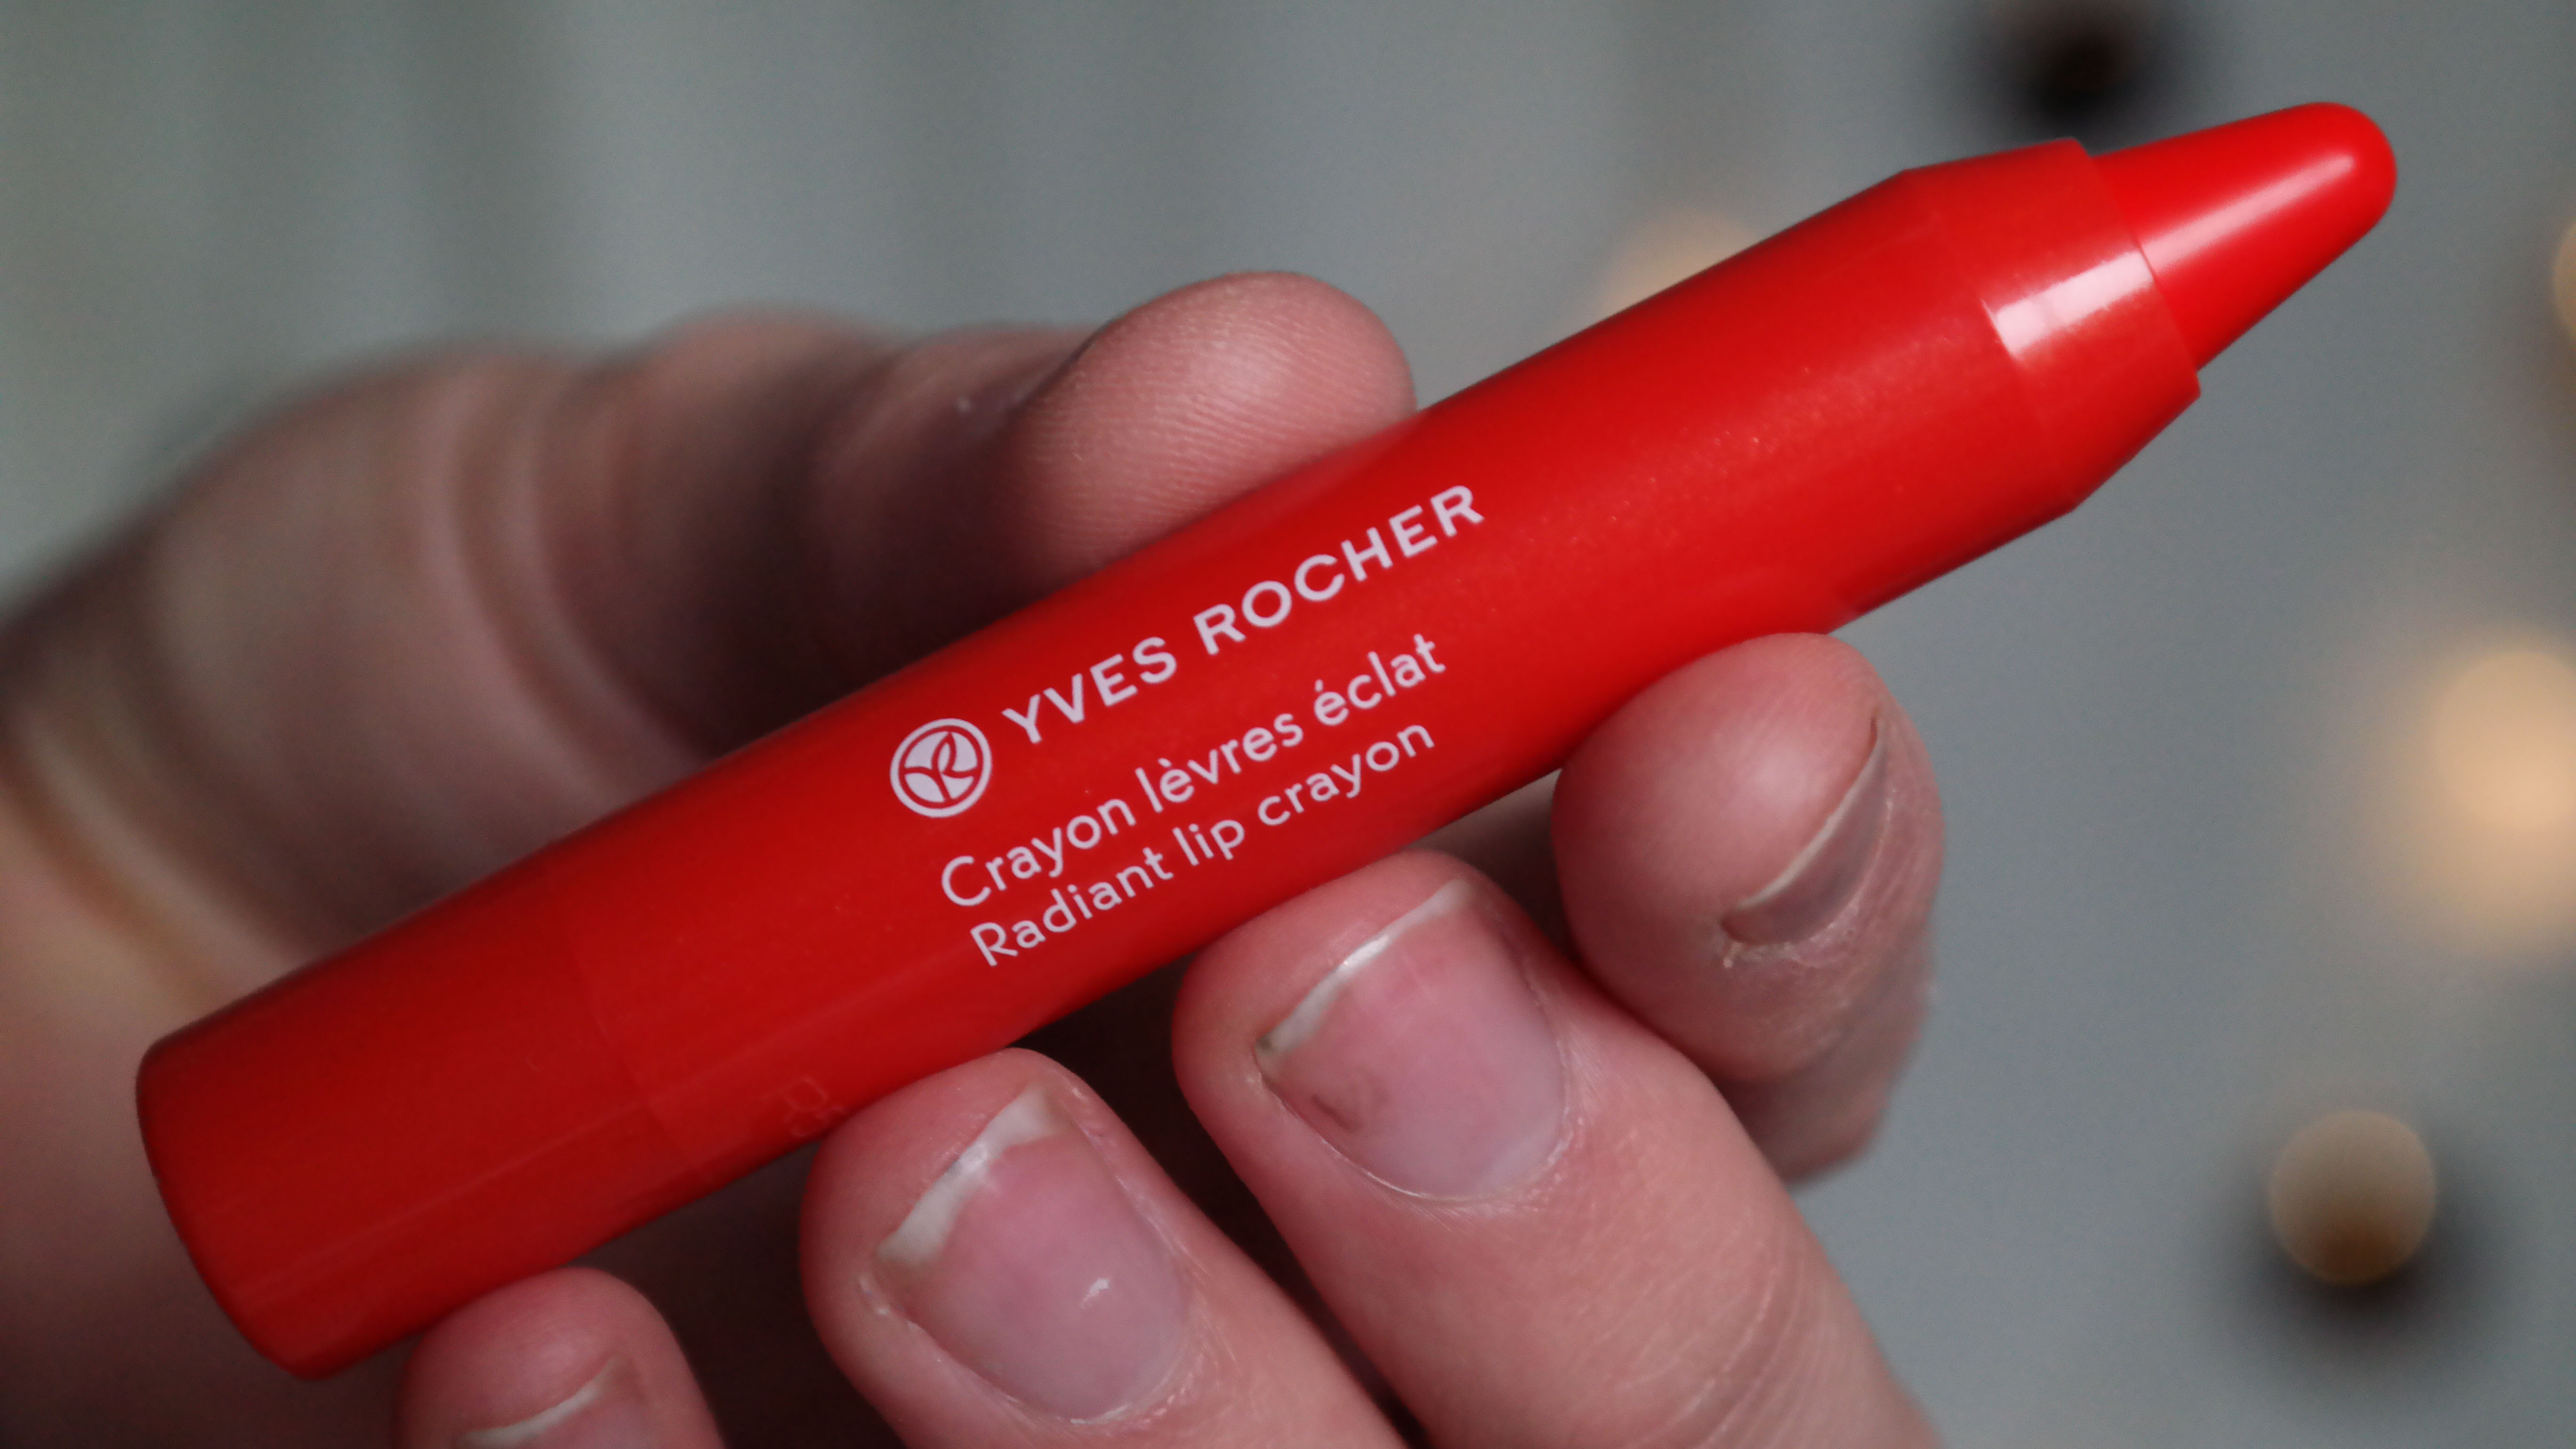 YVES ROCHER
Crayon lèvres éclat
Radiant lip crayon